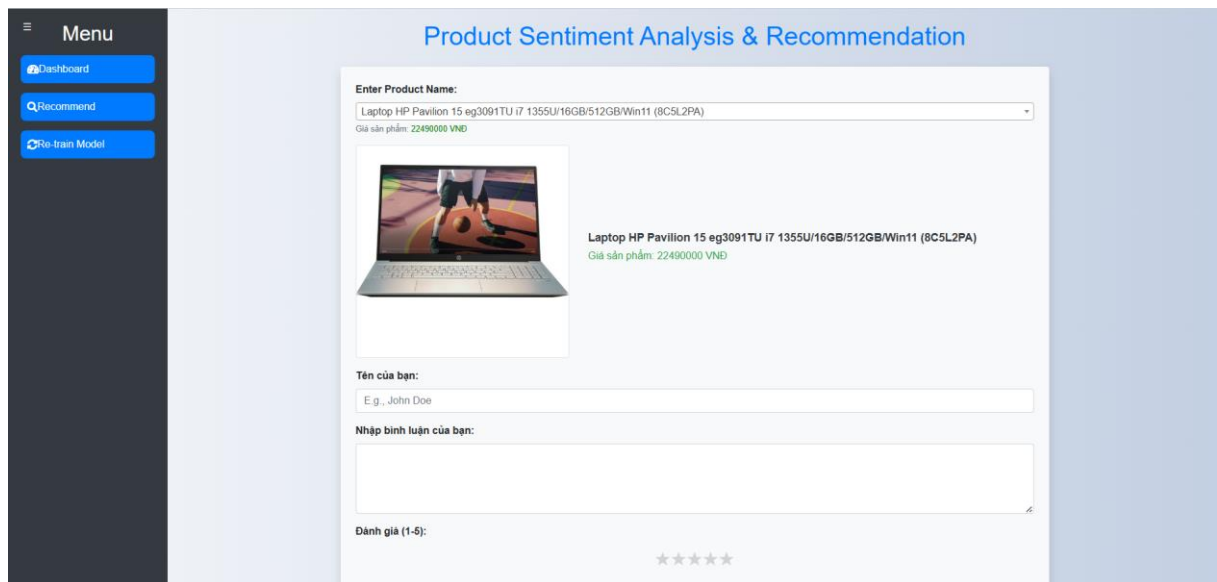 Menu
Dashboard
Recommend
Re-train Model
Product Sentiment Analysis & Recommendation
Enter Product Name:
Laptop HP Pavilion 15 eg3091TU i7 1355U/16GB/512GB/Win11 (8C5L2PA)
Giá sản phẩm: 22490000 VNĐ
Laptop HP Pavilion 15 eg3091TU i7 1355U/16GB/512GB/Win11 (8C5L2PA)
Giá sản phẩm: 22490000 VNĐ
Tên của bạn:
E.g., John Doe
Nhập bình luận của bạn:
Đánh giá (1-5):